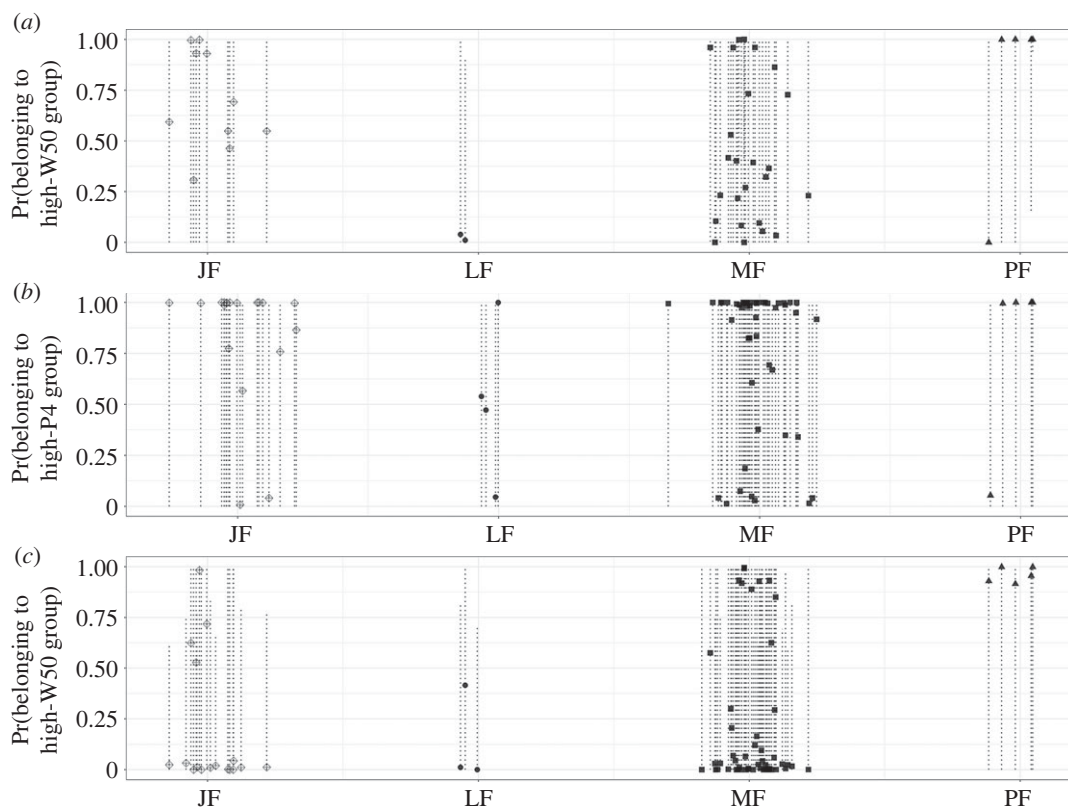 (a)
1.00
0.75
0.50
0.25
0
Pr(belonging to
high-W50 group)
JF LF MF PF
(b)
1.00
0.75
0.50
0.25
0
Pr(belonging to
high-P4 group)
JF LF MF PF
(c)
1.00
0.75
0.50
0.25
0
Pr(belonging to
high-W50 group)
JF LF MF PF